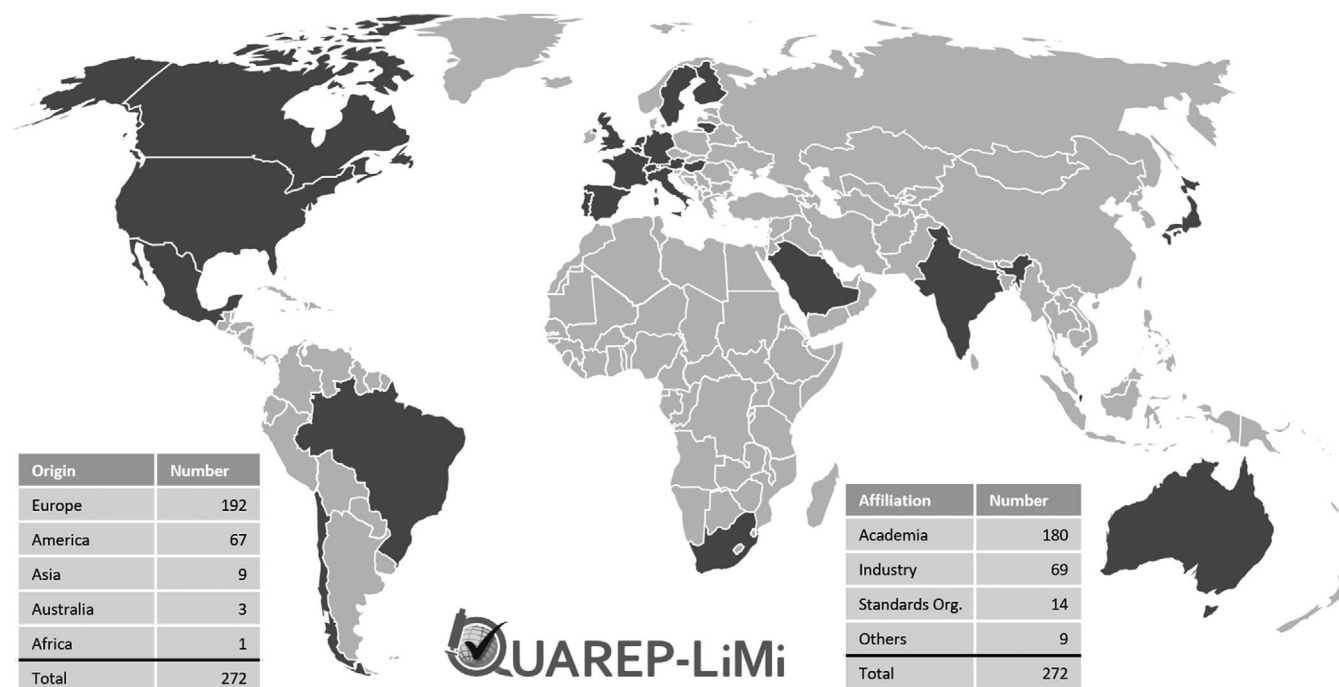 Origin Number
Europe 192
America 67
Asia 9
Australia 3
Africa 1
Total 272
QUAREP-LiMi
Affiliation Number
Academia 180
Industry 69
Standards Org. 14
Others 9
Total 272